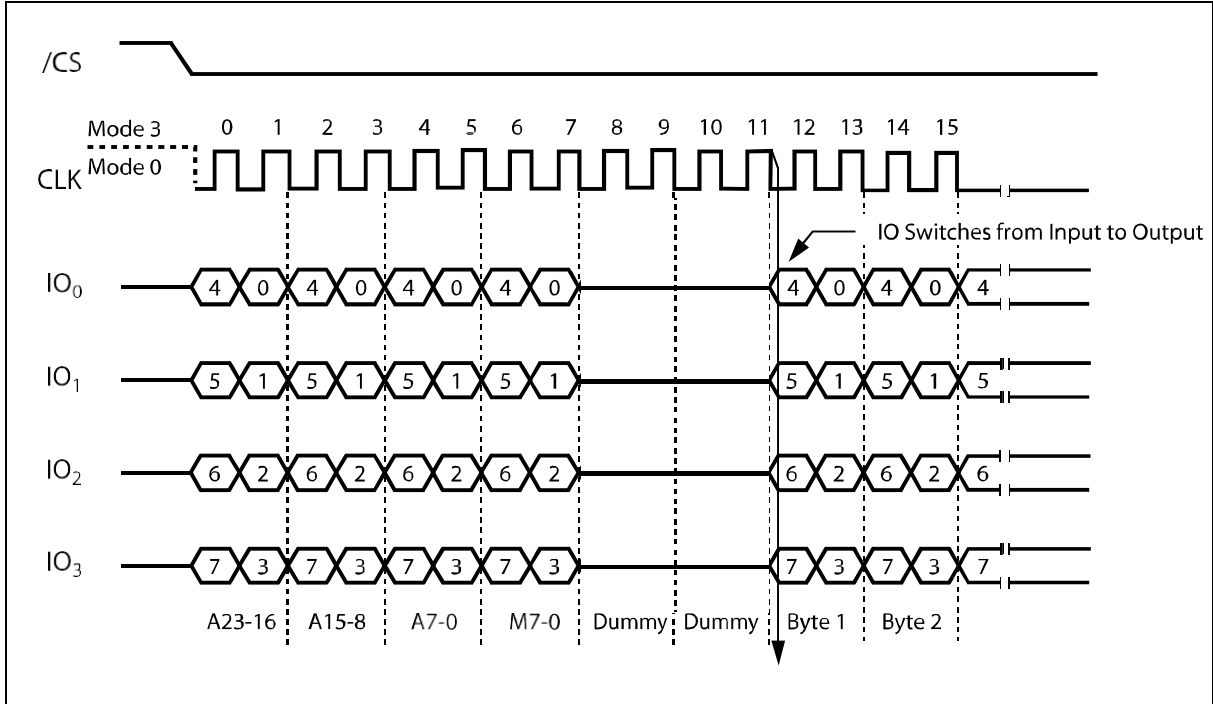 /CS
Mode 3
0 1 2 3 4 5 6 7 8 9 10 11 12 13 14 15
CLK Mode 0
IO Switches from Input to Output
IO0 4 0 4 0 4 0 4 0 4 0 4 0 4
IO1 5 1 5 1 5 1 5 1 5 1 5 1 5
IO2 6 2 6 2 6 2 6 2 6 2 6 2 6
IO3 7 3 7 3 7 3 7 3 7 3 7 3 7
A23-16 A15-8 A7-0 M7-0 Dummy Dummy Byte 1 Byte 2